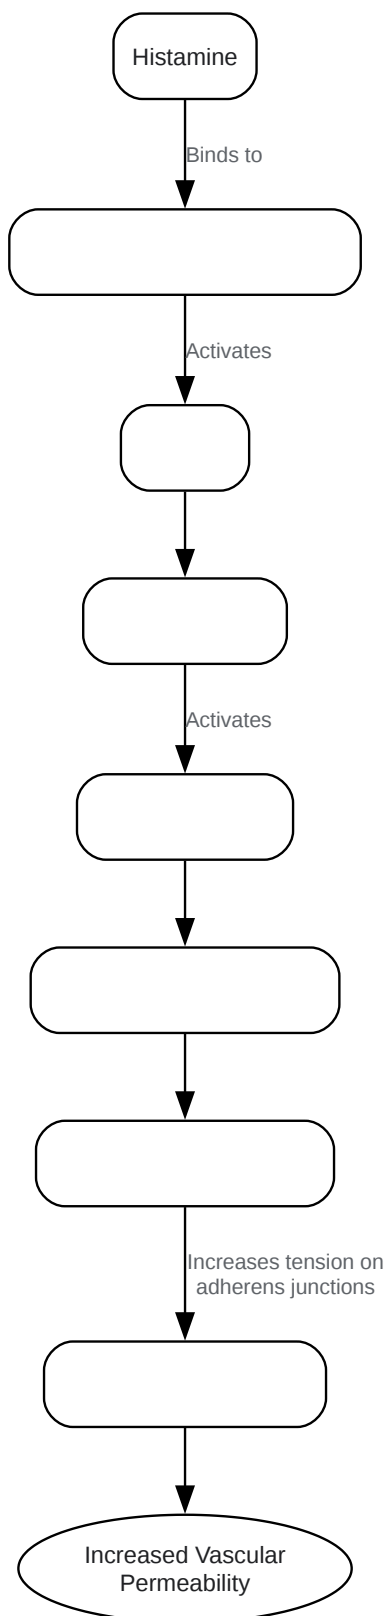 Histamine
Binds to
Activates
Activates
Increases tension on
adherens junctions
Increased Vascular
Permeability